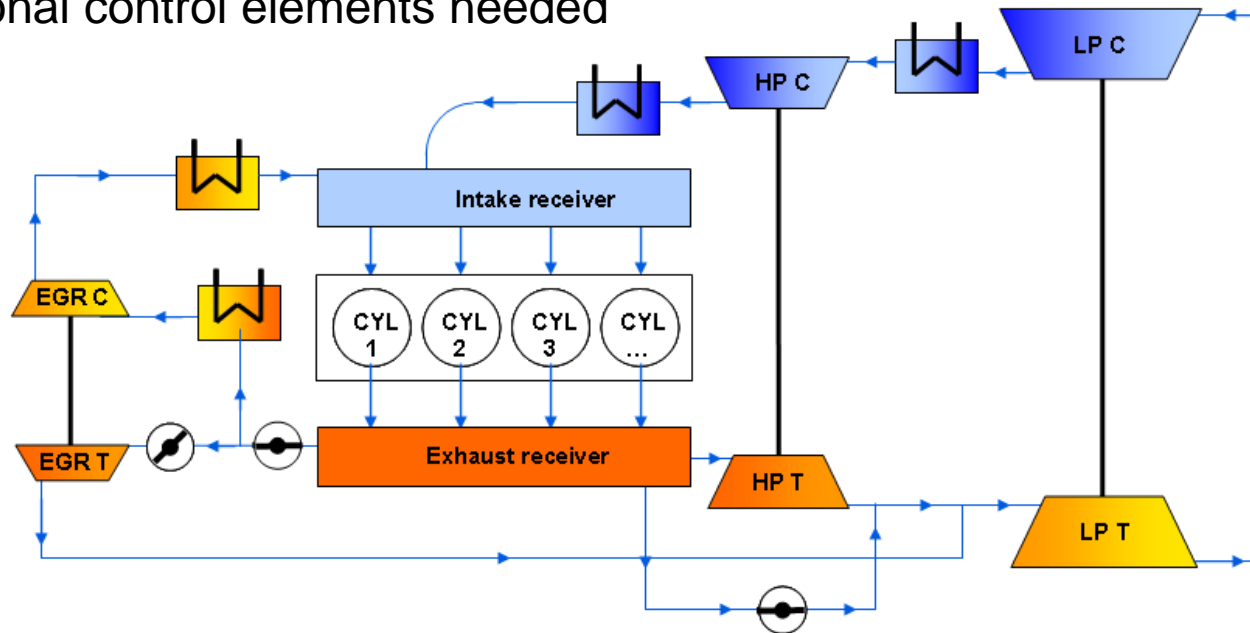 onal control elements needed
LP C
HP C
Intake receiver
EGR C
CYL
1
CYL
2
CYL
3
CYL
...
EGR T
Exhaust receiver
HP T
LP T